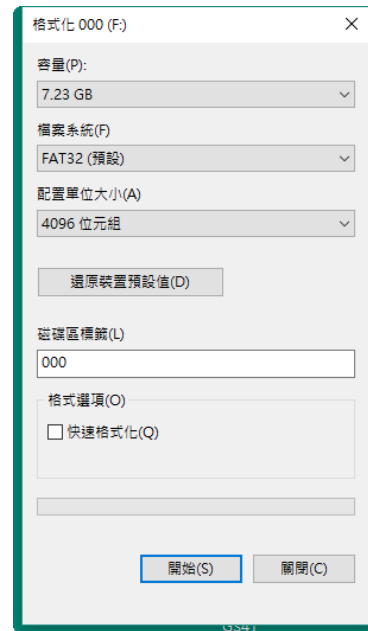 格式化 000 (F:)
容量(P):
7.23 GB
檔案系統(F)
FAT32 (預設)
配置單位大小(A)
4096 位元組
還原裝置預設值(D)
磁碟區標籤(L)
000
格式選項(O)
快速格式化(Q)
開始(S)
關閉(C)